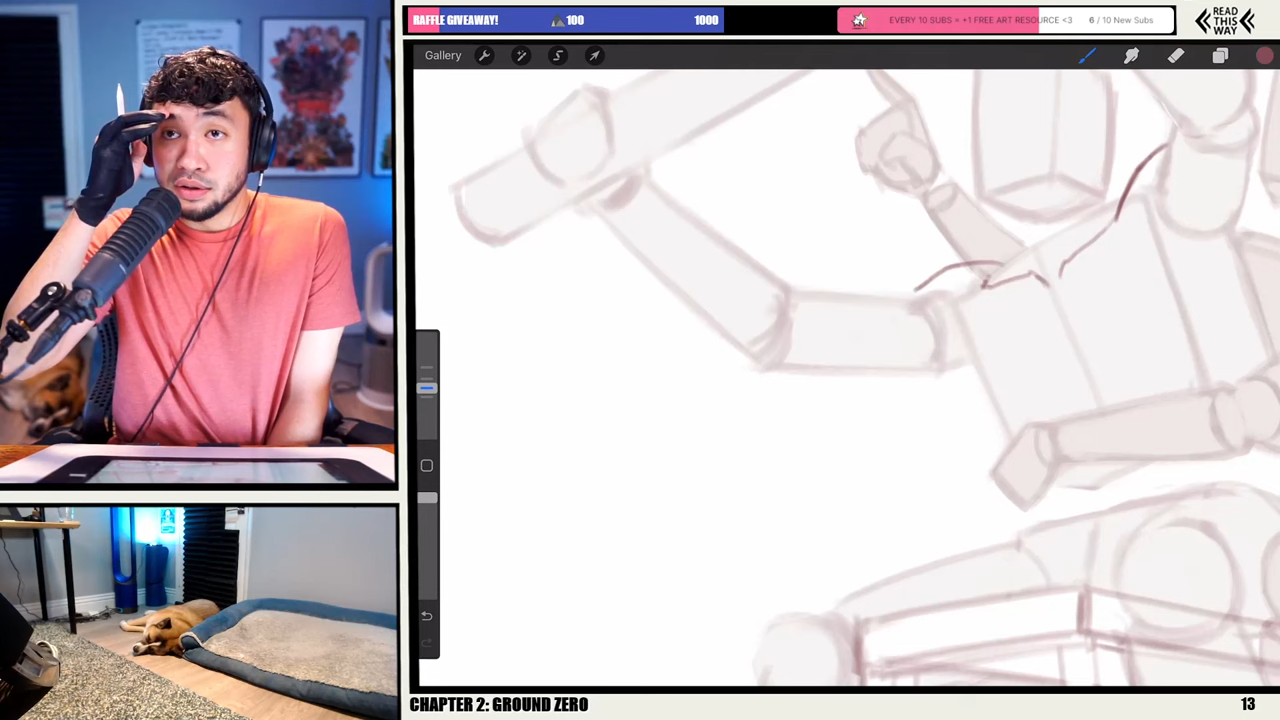 RAFFLE GIVEAWAY!
100
1000
EVERY 10 SUBS = +1 FREE ART RESOURCE <3
6 / 10 New Subs
READ
THIS
WAY
Gallery
CHAPTER 2: GROUND ZERO
13